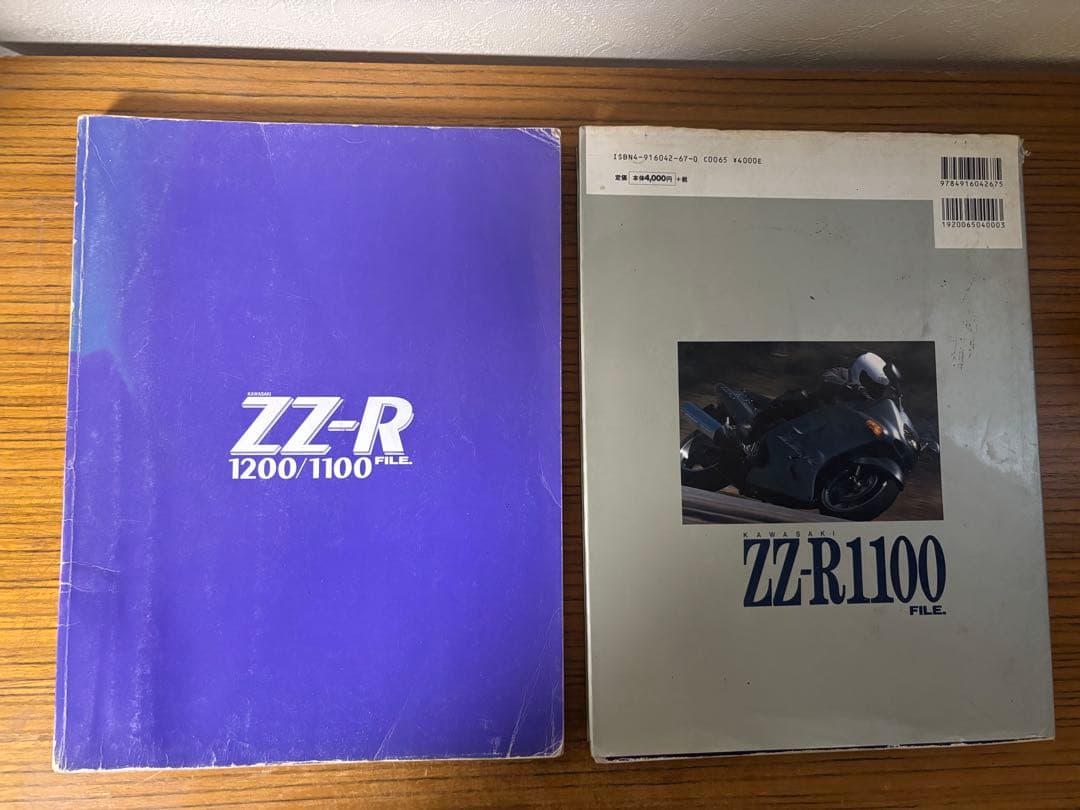 KAWASAKI
ZZ-R
1200/1100 FILE.
ISBN4-916042-67-0 C0065 ¥4000E
定価 本体4,000円 +税
9784916042675
1920065040003
KAWASAKI
ZZ-R1100
FILE.